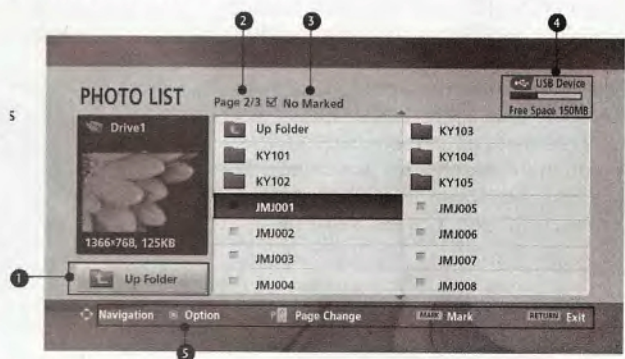 2
3
4
USB Device
Free Space 150MB
PHOTO LIST
Page 2/3
No Marked
s
Drive1
1366×768, 125KB
1
Up Folder
Up Folder
KY101
KY102
JMJ001
JMJ002
JMJ003
JMJ004
KY103
KY104
KY105
JMJ005
JMJ006
JMJ007
JMJ008
Navigation
Option
Page Change
MARK Mark
RETURN Exit
5